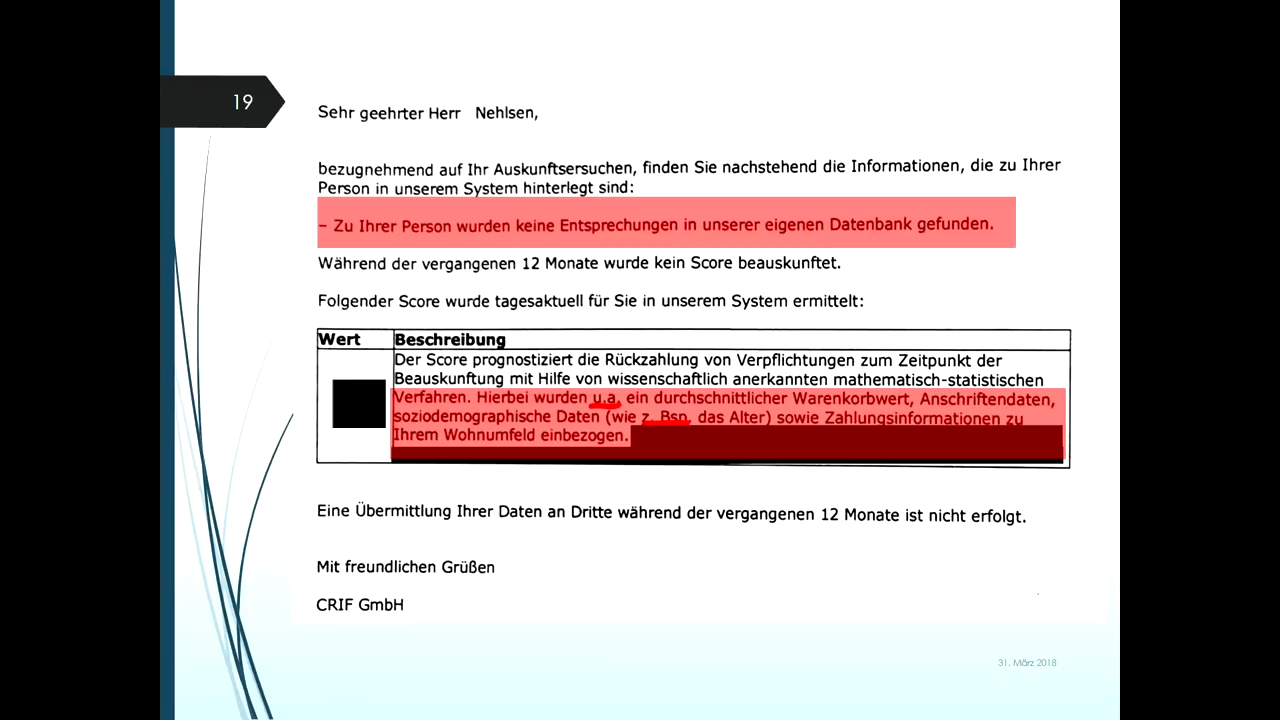 19
Sehr geehrter Herr Nehlsen,
bezugnehmend auf Ihr Auskunftsersuchen, finden Sie nachstehend die Informationen, die zu Ihrer
Person in unserem System hinterlegt sind:
– Zu Ihrer Person wurden keine Entsprechungen in unserer eigenen Datenbank gefunden.
Während der vergangenen 12 Monate wurde kein Score beauskunftet.
Folgender Score wurde tagesaktuell für Sie in unserem System ermittelt:
Wert Beschreibung
Der Score prognostiziert die Rückzahlung von Verpflichtungen zum Zeitpunkt der
Beauskunftung mit Hilfe von wissenschaftlich anerkannten mathematisch-statistischen
Verfahren. Hierbei wurden u.a. ein durchschnittlicher Warenkorbwert, Anschriftendaten,
soziodemographische Daten (wie z. Bsp. das Alter) sowie Zahlungsinformationen zu
Ihrem Wohnumfeld einbezogen.
Eine Übermittlung Ihrer Daten an Dritte während der vergangenen 12 Monate ist nicht erfolgt.
Mit freundlichen Grüßen
CRIF GmbH
31. März 2018